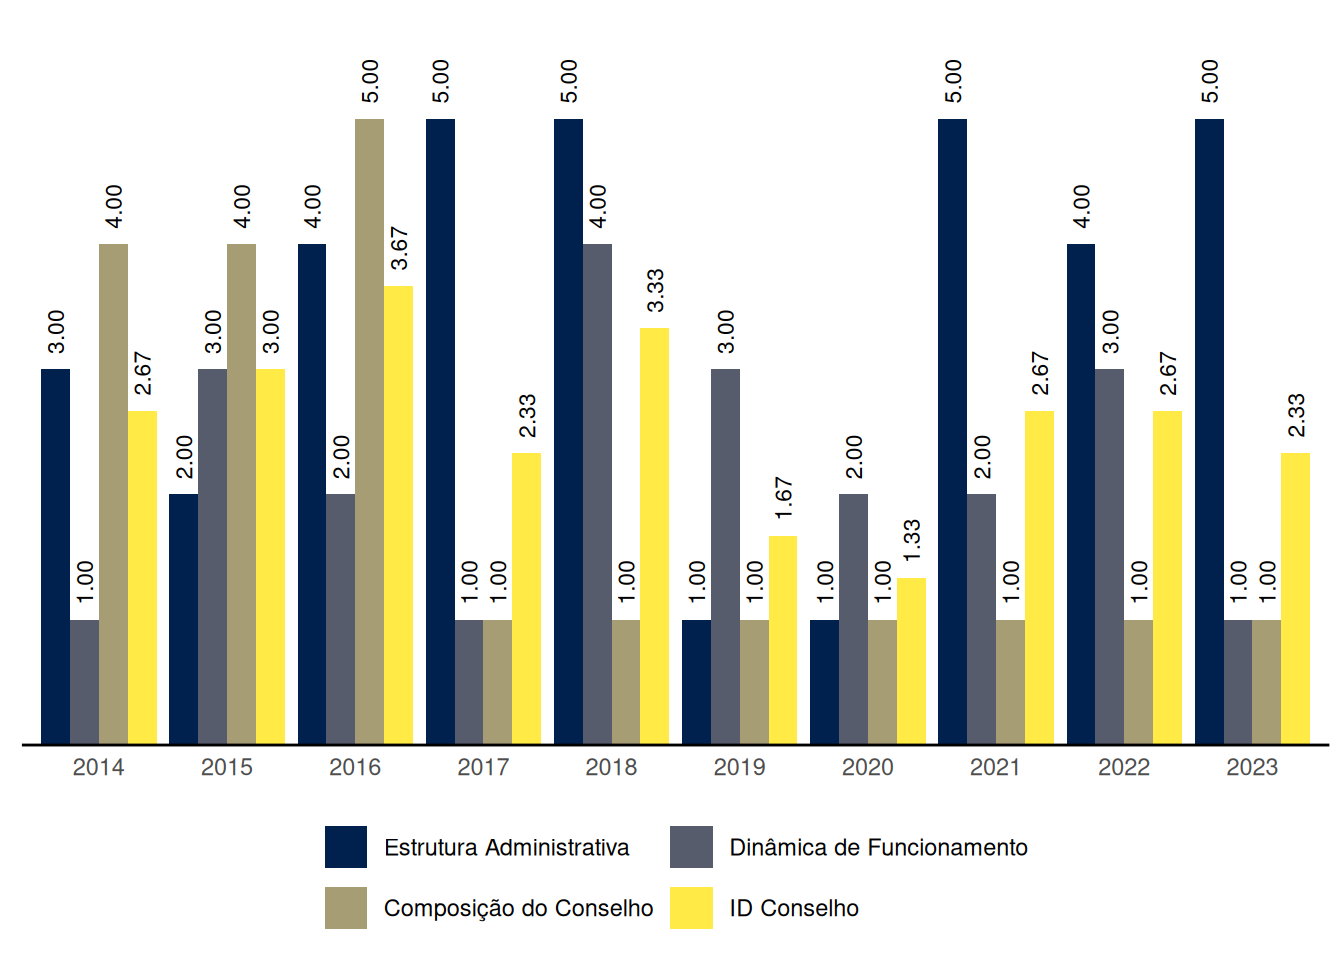 3.00 1.00 4.00 2.67 2.00 3.00 4.00 3.00 4.00 2.00 5.00 3.67 5.00 1.00 1.00 2.33 5.00 4.00 1.00 3.33 1.00 3.00 1.00 1.67 1.00 2.00 1.00 1.33 5.00 2.00 1.00 2.67 4.00 3.00 1.00 2.67 5.00 1.00 1.00 2.33
2014 2015 2016 2017 2018 2019 2020 2021 2022 2023
Estrutura Administrativa Dinâmica de Funcionamento
Composição do Conselho ID Conselho